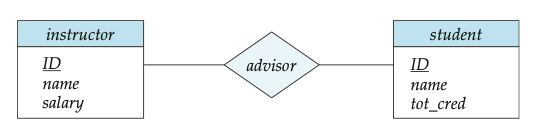 instructor
ID
name
salary
advisor
student
ID
name
tot_cred